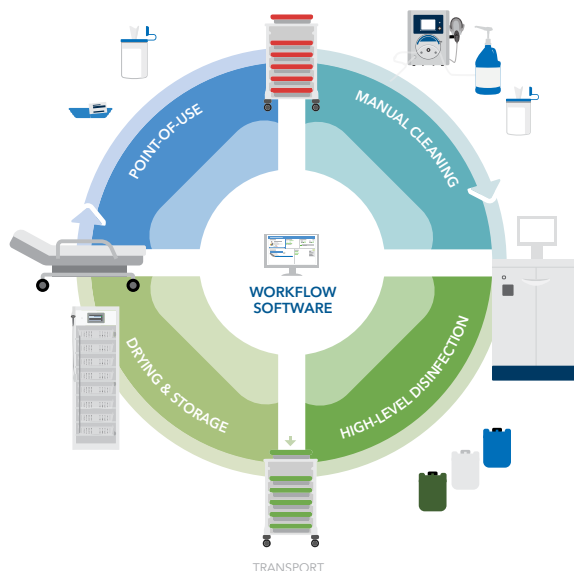 POINT-OF-USE
MANUAL CLEANING
WORKFLOW
SOFTWARE
DRYING & STORAGE
HIGH-LEVEL DISINFECTION
TRANSPORT